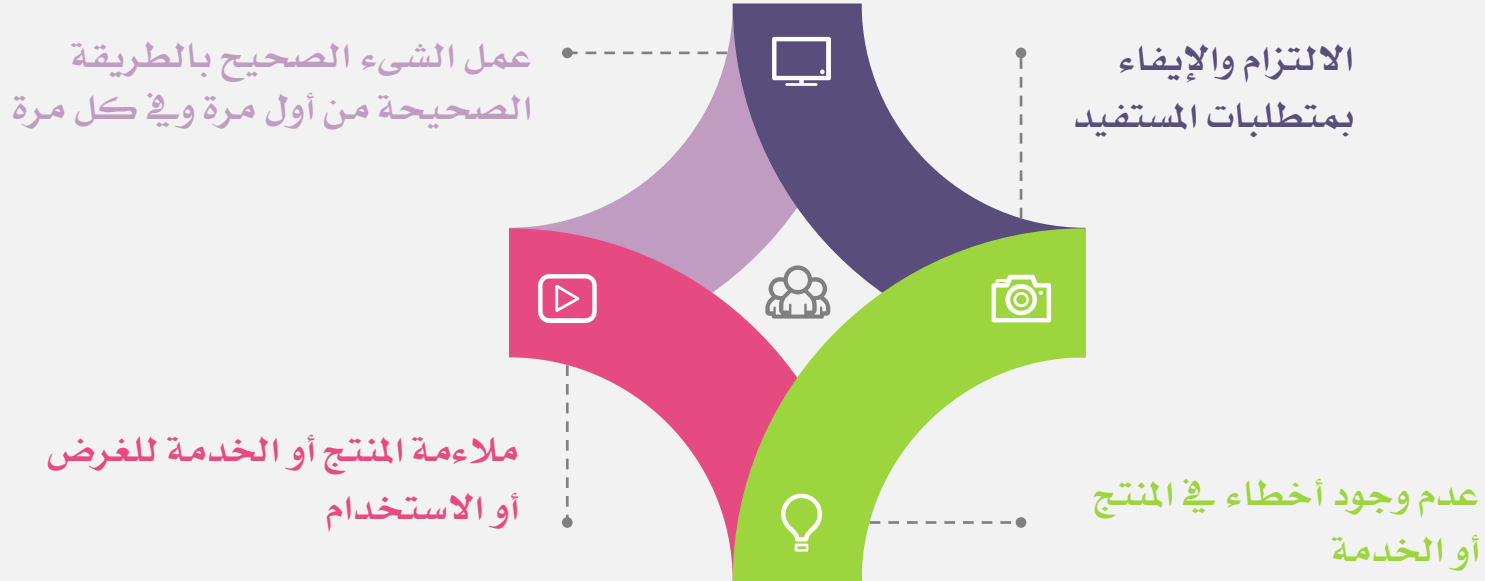 الالتزام والإيفاء
بمتطلبات المستفيد
عمل الشىء الصحيح بالطريقة
الصحيحة من أول مرة وفي كل مرة
عدم وجود أخطاء في المنتج
أو الخدمة
ملاءمة المنتج أو الخدمة للغرض
أو الاستخدام